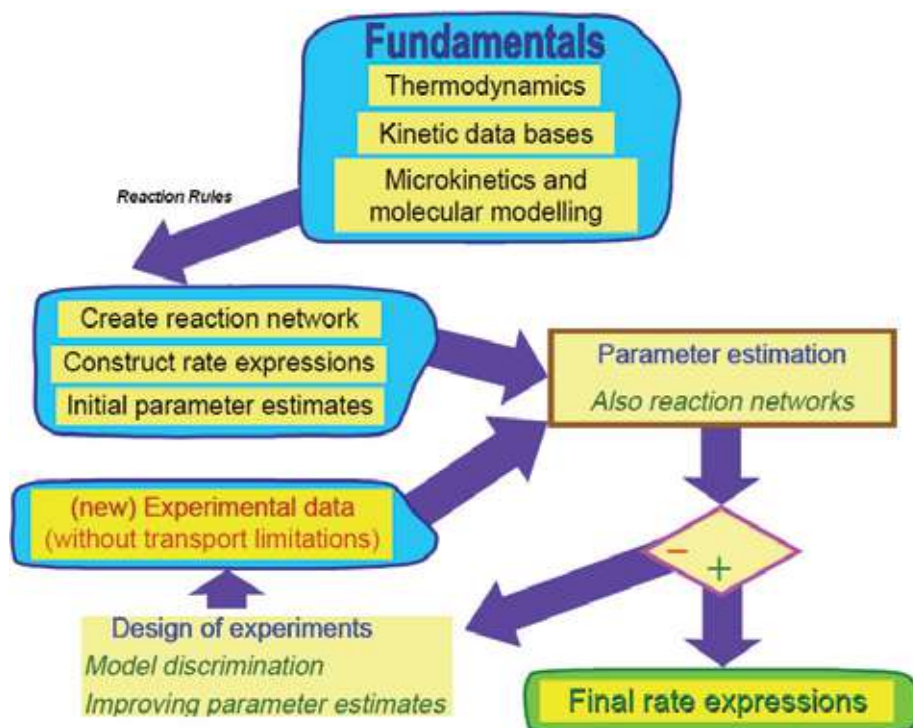 Fundamentals
Thermodynamics
Kinetic data bases
Microkinetics and
molecular modelling
Reaction Rules
Create reaction network
Construct rate expressions
Initial parameter estimates
Parameter estimation
Also reaction networks
(new) Experimental data
(without transport limitations)
−
+
Design of experiments
Model discrimination
Improving parameter estimates
Final rate expressions